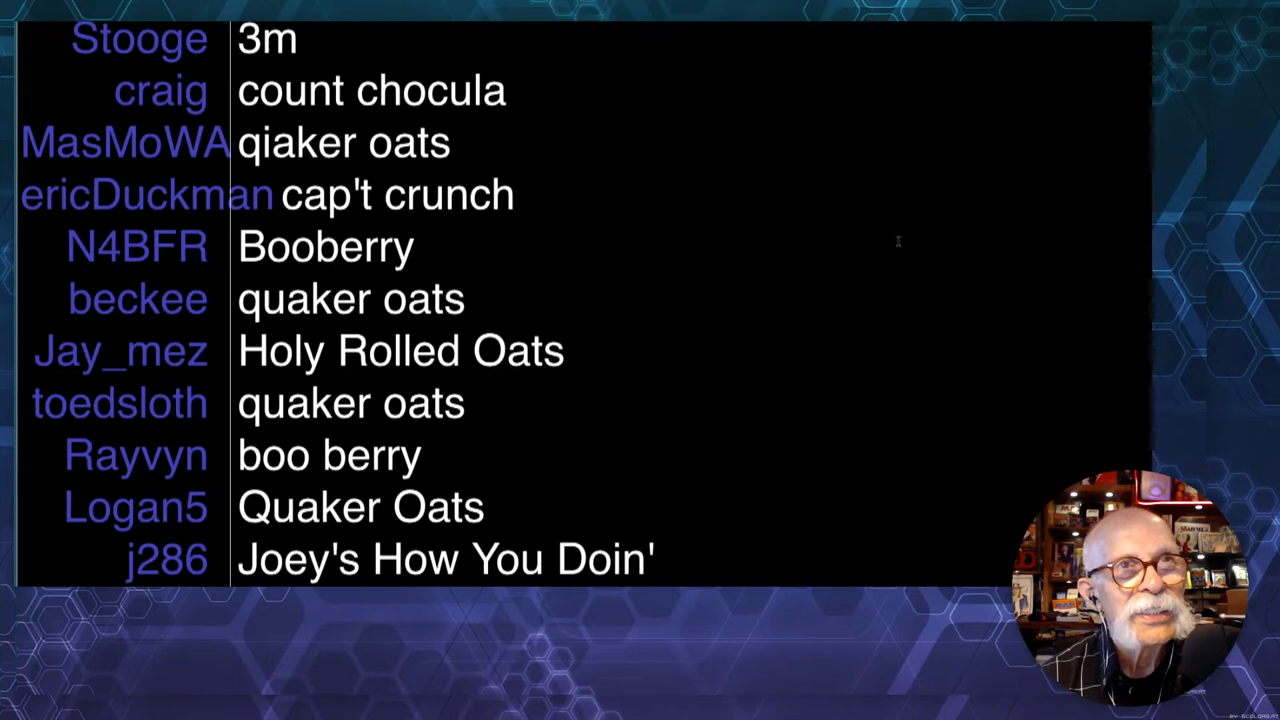 Stooge 3m
craig count chocula
MasMoWA qiaker oats
ericDuckman cap't crunch
N4BFR Booberry
beckee quaker oats
Jay_mez Holy Rolled Oats
toedsloth quaker oats
Rayvyn boo berry
Logan5 Quaker Oats
j286 Joey's How You Doin'